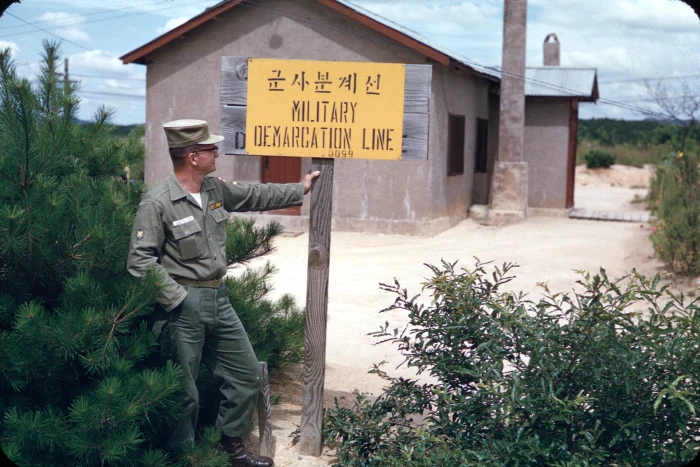 군사분계선
MILITARY
DEMARCATION LINE
0099